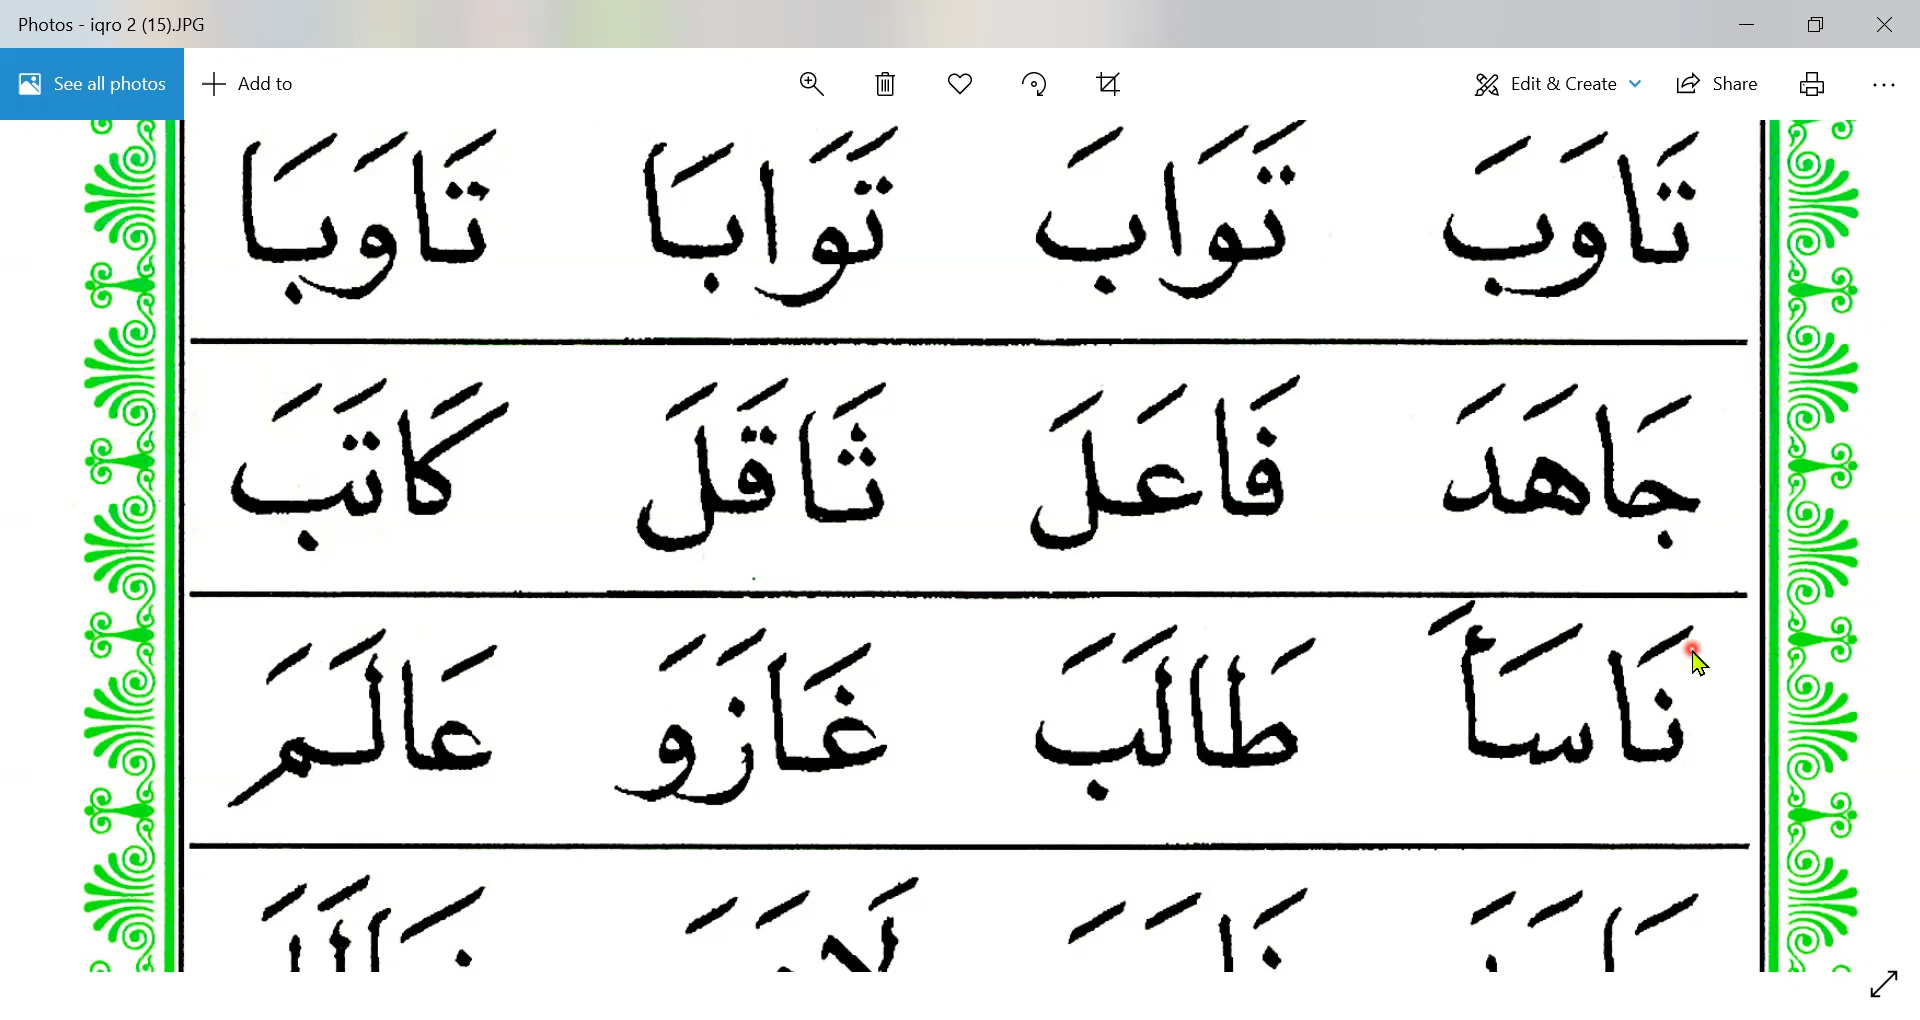 Photos - iqro 2 (15).JPG
See all photos Add to Edit & Create Share
تَاوَبَ تَوَابَ تَوَابَا تَاوَبَا
جَاهَدَ فَاعَلَ ثَاقَلَ كَاتَبَ
نَاسَأَ طَالَبَ غَازَوَ عَالَمَ